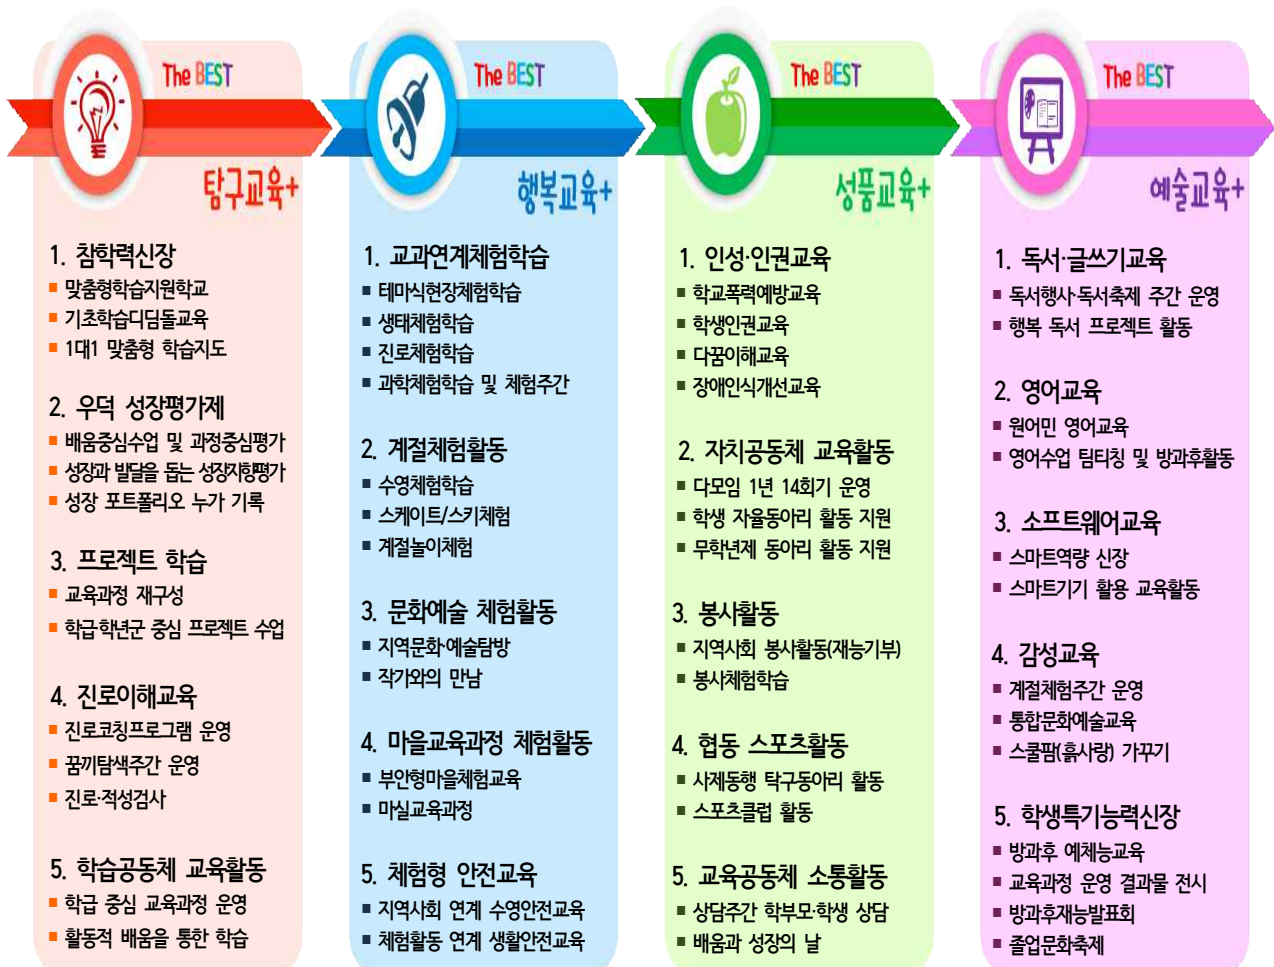 The BEST
탐구교육+
1. 참학력신장
■ 맞춤형학습지원학교
■ 기초학습디딤돌교육
■ 1대1 맞춤형 학습지도
2. 우덕 성장평가제
■ 배움중심수업 및 과정중심평가
■ 성장과 발달을 돕는 성장지향평가
■ 성장 포트폴리오 누가 기록
3. 프로젝트 학습
■ 교육과정 재구성
■ 학급·학년군 중심 프로젝트 수업
4. 진로이해교육
■ 진로코칭프로그램 운영
■ 꿈끼탐색주간 운영
■ 진로·적성검사
5. 학습공동체 교육활동
■ 학급 중심 교육과정 운영
■ 활동적 배움을 통한 학습
The BEST
행복교육+
1. 교과연계체험학습
■ 테마식현장체험학습
■ 생태체험학습
■ 진로체험학습
■ 과학체험학습 및 체험주간
2. 계절체험활동
■ 수영체험학습
■ 스케이트/스키체험
■ 계절놀이체험
3. 문화예술 체험활동
■ 지역문화·예술탐방
■ 작가와의 만남
4. 마을교육과정 체험활동
■ 부안형마을체험교육
■ 마실교육과정
5. 체험형 안전교육
■ 지역사회 연계 수영안전교육
■ 체험활동 연계 생활안전교육
The BEST
성품교육+
1. 인성·인권교육
■ 학교폭력예방교육
■ 학생인권교육
■ 다꿈이해교육
■ 장애인식개선교육
2. 자치공동체 교육활동
■ 다모임 1년 14회기 운영
■ 학생 자율동아리 활동 지원
■ 무학년제 동아리 활동 지원
3. 봉사활동
■ 지역사회 봉사활동(재능기부)
■ 봉사체험학습
4. 협동 스포츠활동
■ 사제동행 탁구동아리 활동
■ 스포츠클럽 활동
5. 교육공동체 소통활동
■ 상담주간 학부모·학생 상담
■ 배움과 성장의 날
The BEST
예술교육+
1. 독서·글쓰기교육
■ 독서행사·독서축제 주간 운영
■ 행복 독서 프로젝트 활동
2. 영어교육
■ 원어민 영어교육
■ 영어수업 팀티칭 및 방과후활동
3. 소프트웨어교육
■ 스마트역량 신장
■ 스마트기기 활용 교육활동
4. 감성교육
■ 계절체험주간 운영
■ 통합문화예술교육
■ 스쿨팜(흙사랑) 가꾸기
5. 학생특기능력신장
■ 방과후 예체능교육
■ 교육과정 운영 결과물 전시
■ 방과후재능발표회
■ 졸업문화축제